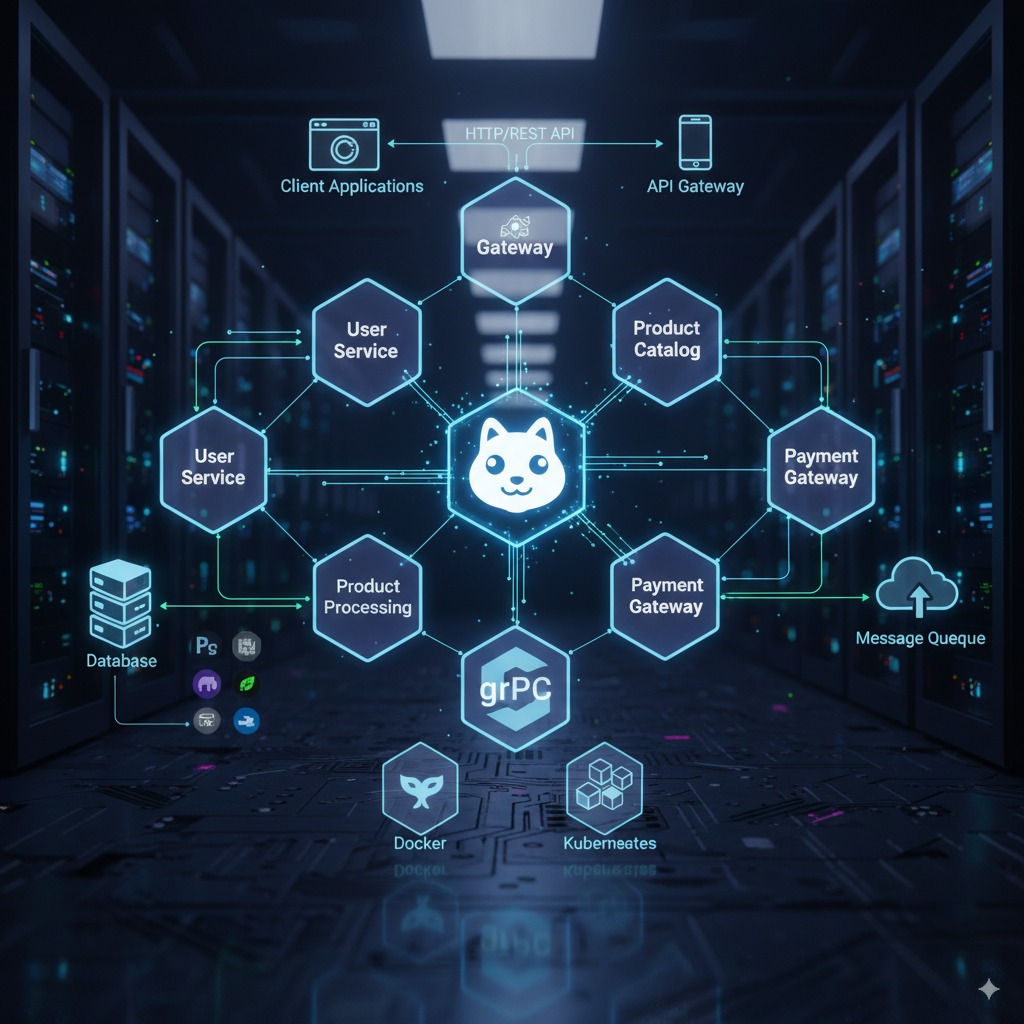 HTTP/REST API
Client Applications
API Gateway
Gateway
User
Service
Product
Catalog
User
Service
Payment
Gateway
Product
Processing
Payment
Gateway
Database
Message Queque
Ps
grPC
Docker
Kuberneates